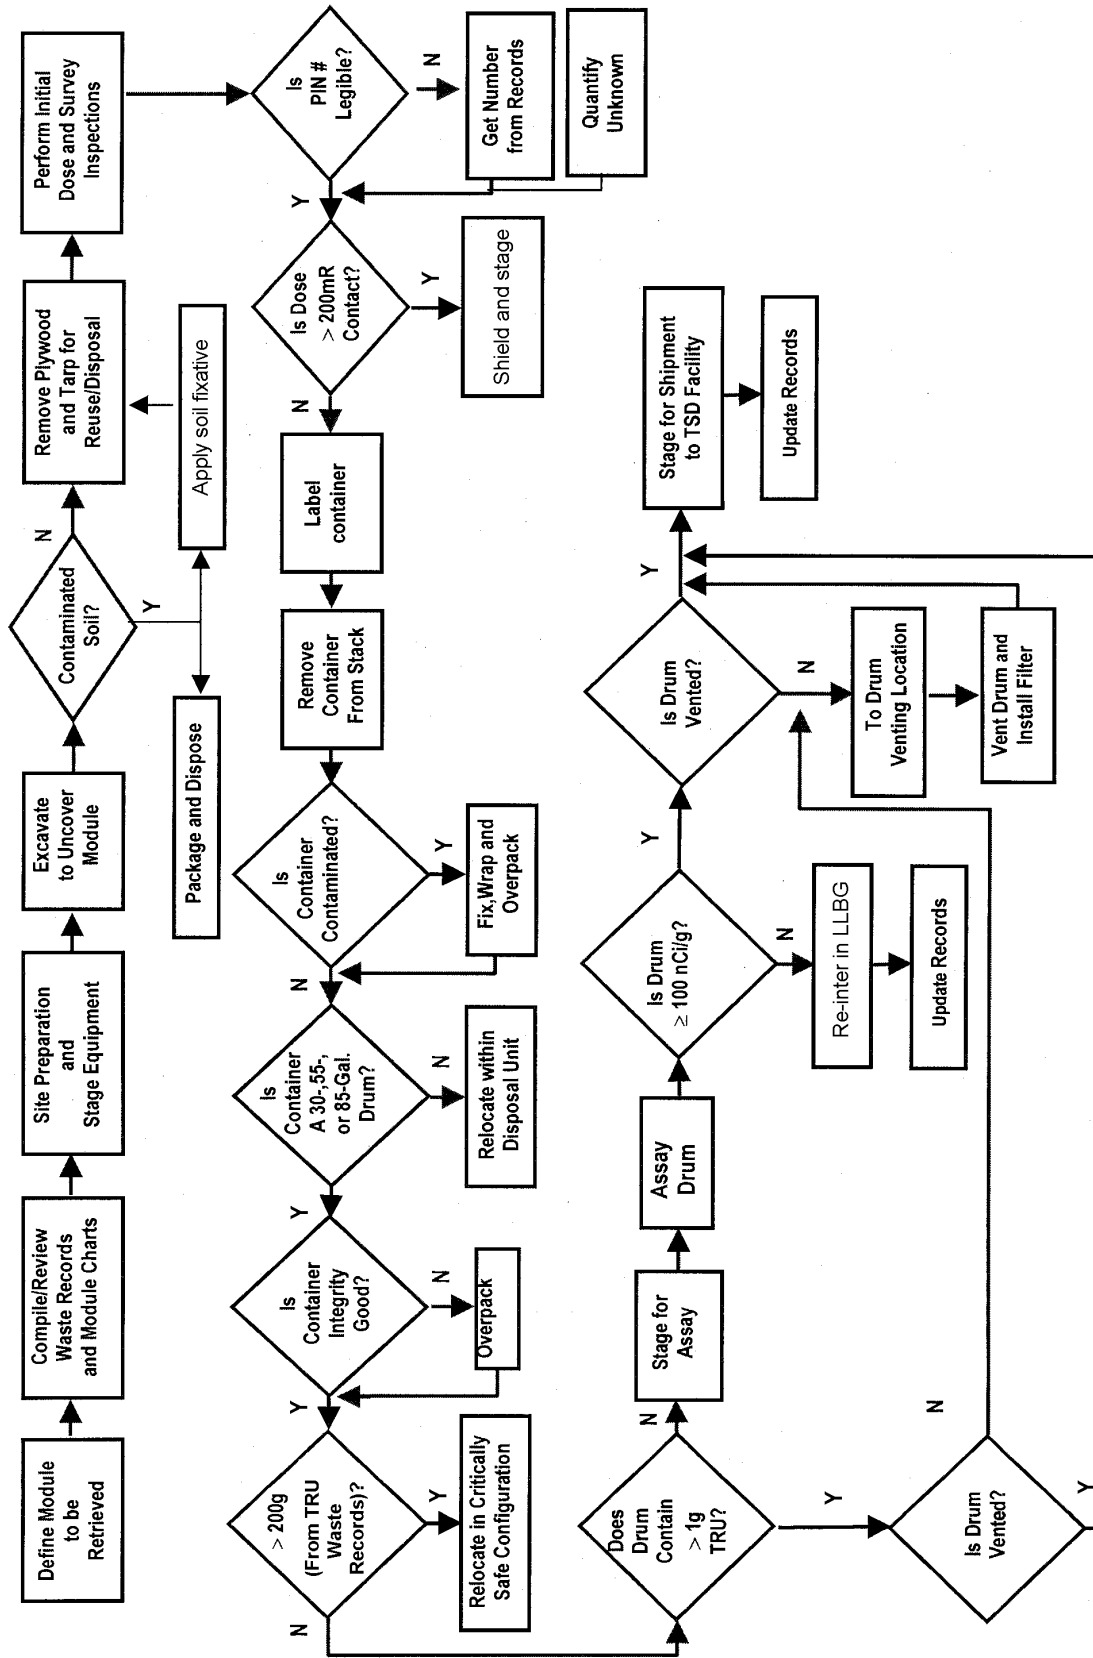 Define Module
to be
Retrieved
Compile/Review
Waste Records
and Module Charts
Site Preparation
and
Stage Equipment
Excavate
to Uncover
Module
Contaminated
Soil?
N
Y
Package and Dispose
Apply soil fixative
Remove Plywood
and Tarp for
Reuse/Disposal
Perform Initial
Dose and Survey
Inspections
Is
PIN #
Legible?
N
Get Number
from Records
Quantify
Unknown
Y
Is Dose
> 200mR
Contact?
Y
Shield and stage
N
Label
container
Remove
Container
From Stack
Is
Container
Contaminated?
Y
Fix,Wrap and
Overpack
N
Is
Container
A 30-,55-,
or 85-Gal.
Drum?
N
Relocate within
Disposal Unit
Y
Is
Container
Integrity
Good?
N
Overpack
Y
> 200g
(From TRU
Waste
Records)?
Y
Relocate in Critically
Safe Configuration
N
Does
Drum
Contain
> 1g
TRU?
N
Stage for
Assay
Assay
Drum
Is Drum
≥ 100 nCi/g?
N
Re-inter in LLBG
Update Records
Y
Is Drum
Vented?
N
To Drum
Venting Location
Vent Drum and
Install Filter
Y
Stage for Shipment
to TSD Facility
Update Records
Y
Is Drum
Vented?
N
Y